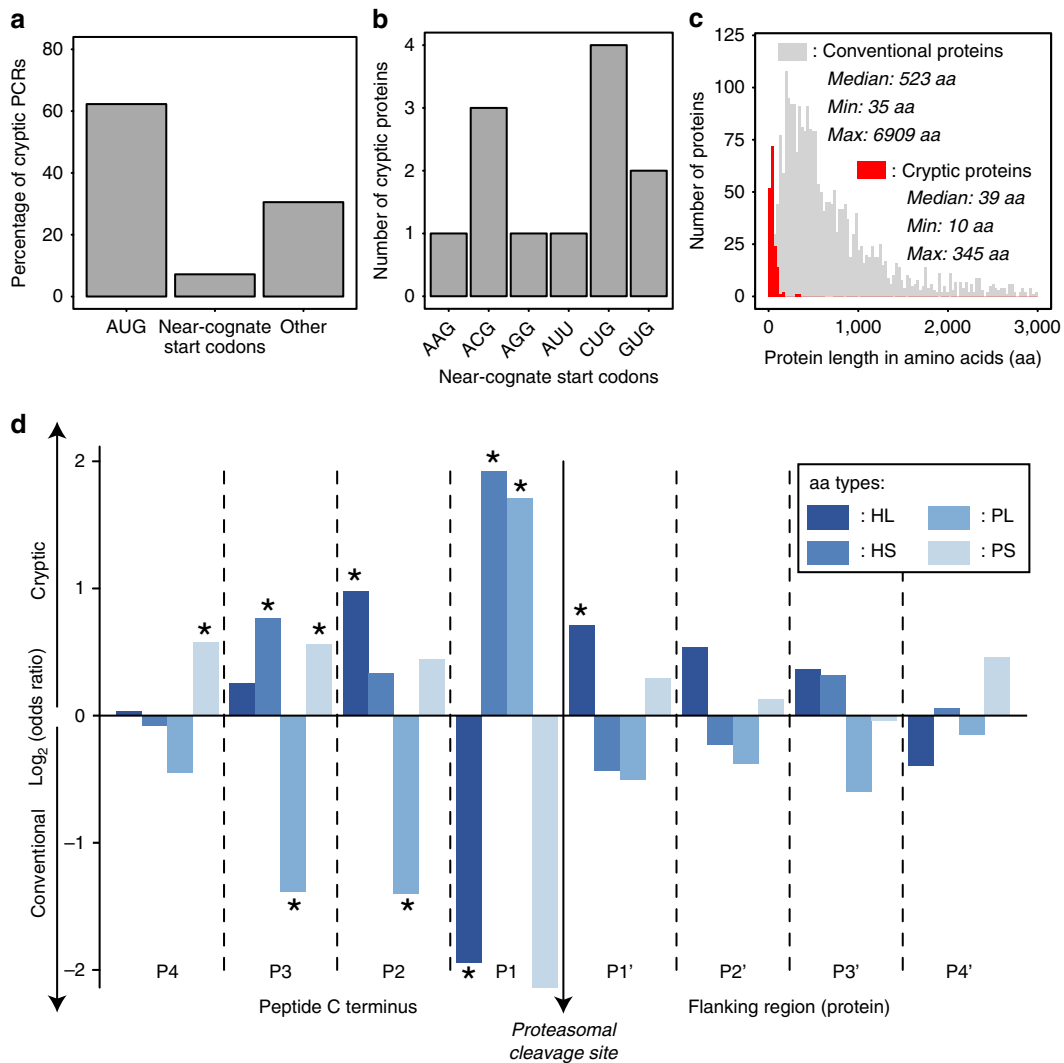 a
Percentage of cryptic PCRs
80
60
40
20
0
AUG
Near-cognate
start codons
Other
b
Number of cryptic proteins
4
3
2
1
0
AAG
ACG
AGG
AUU
CUG
GUG
Near-cognate start codons
c
Number of proteins
125
100
75
50
25
0
: Conventional proteins
Median: 523 aa
Min: 35 aa
Max: 6909 aa
: Cryptic proteins
Median: 39 aa
Min: 10 aa
Max: 345 aa
0
1,000
2,000
3,000
Protein length in amino acids (aa)
d
Cryptic
Log2 (odds ratio)
Conventional
2
1
0
−1
−2
aa types:
: HL
: PL
: HS
: PS
*
*
*
*
*
*
*
*
*
*
P4
P3
P2
P1
P1’
P2’
P3’
P4’
Peptide C terminus
Flanking region (protein)
Proteasomal
cleavage site